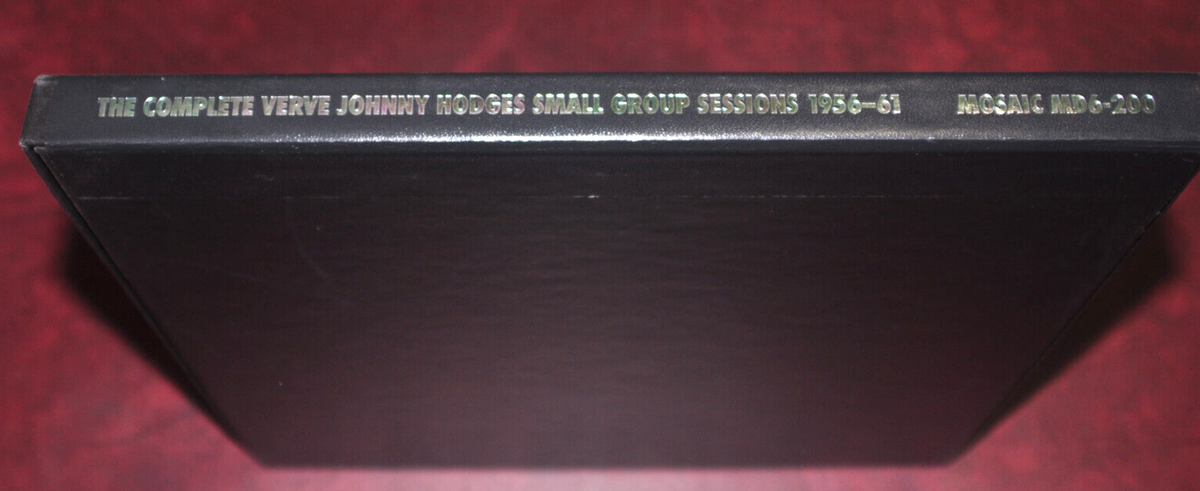 THE COMPLETE VERVE JOHNNY HODGES SMALL GROUP SESSIONS 1956–61 MOSAIC MD6-200